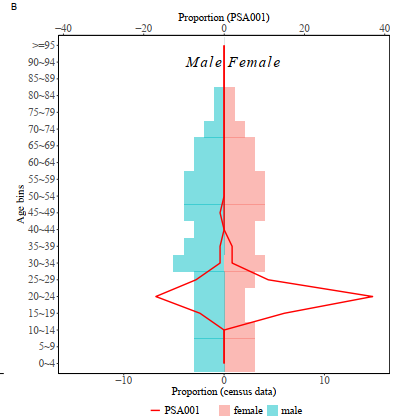 B
Proportion (PSA001)
−40 −20 0 20 40
Male Female
Age bins
>=95
90~94
85~89
80~84
75~79
70~74
65~69
60~64
55~59
50~54
45~49
40~44
35~39
30~34
25~29
20~24
15~19
10~14
5~9
0~4
−10 0 10
Proportion (census data)
PSA001 female male